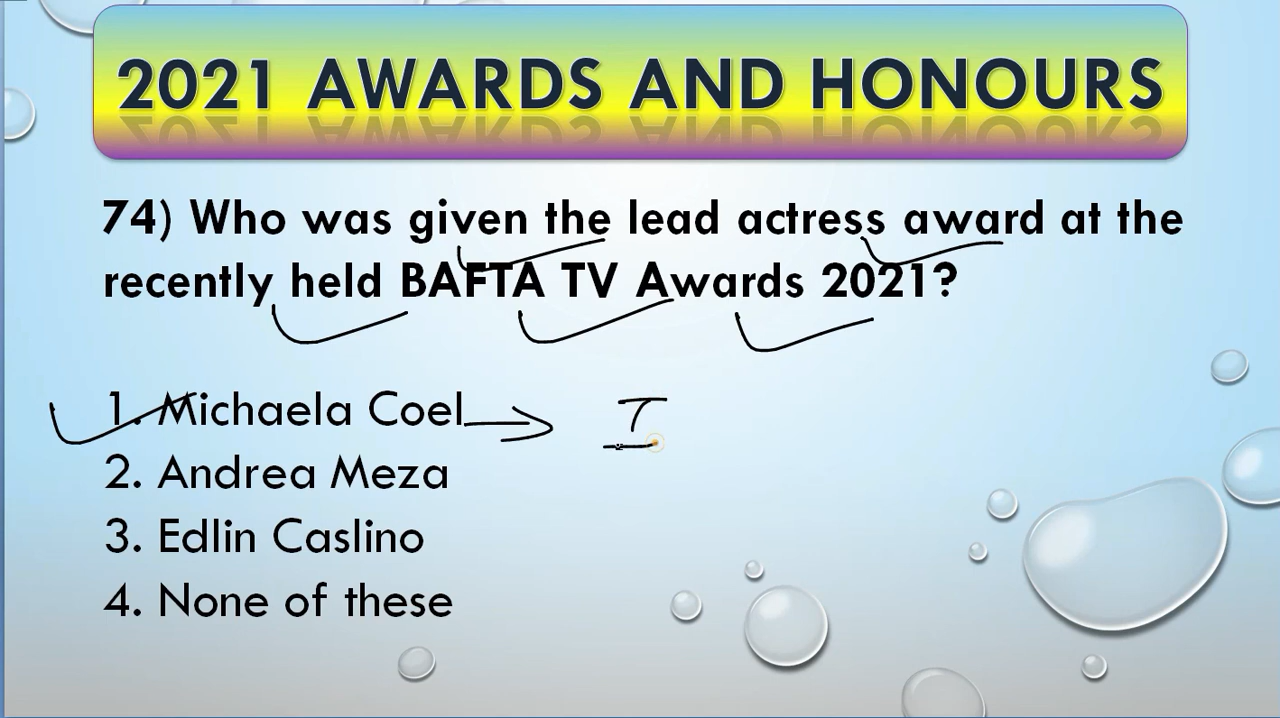 2021 AWARDS AND HONOURS
74) Who was given the lead actress award at the
recently held BAFTA TV Awards 2021?
1. Michaela Coel
2. Andrea Meza
3. Edlin Caslino
4. None of these